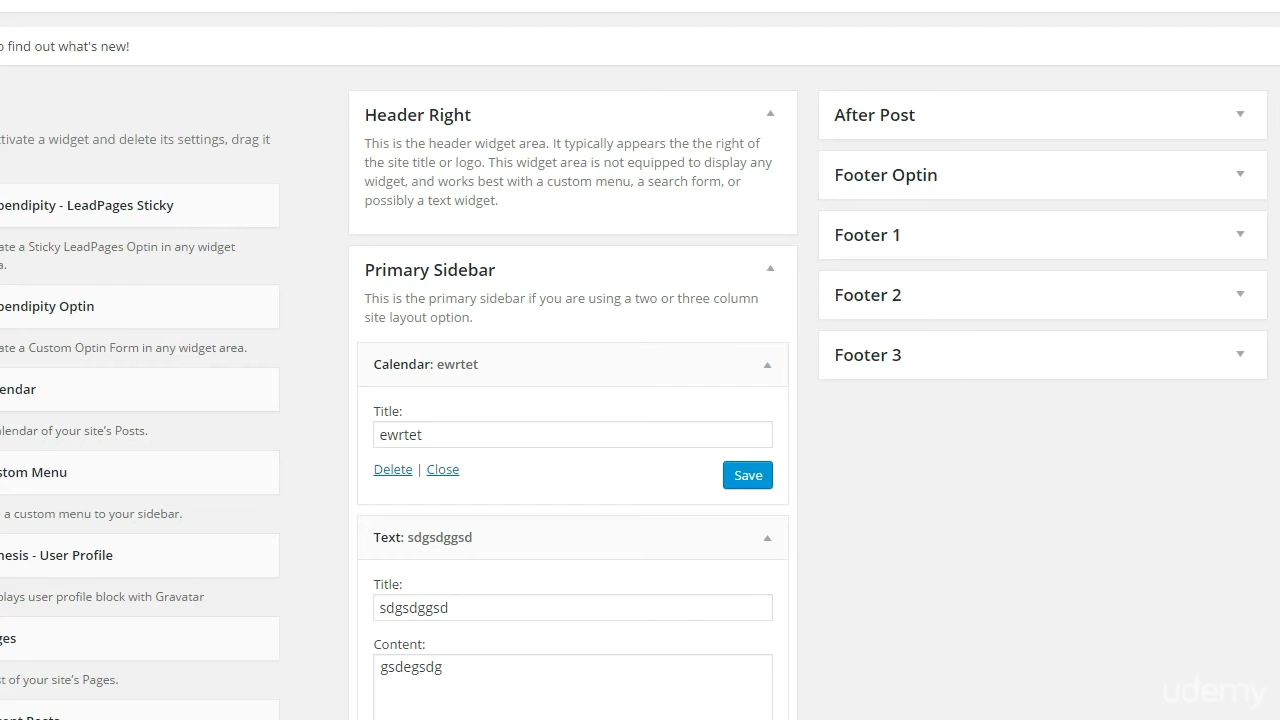 o find out what's new!
tivate a widget and delete its settings, drag it
pendipity - LeadPages Sticky
ate a Sticky LeadPages Optin in any widget
a.
pendipity Optin
ate a Custom Optin Form in any widget area.
endar
alendar of your site's Posts.
stom Menu
a custom menu to your sidebar.
nesis - User Profile
plays user profile block with Gravatar
ges
st of your site's Pages.
Header Right
This is the header widget area. It typically appears the the right of
the site title or logo. This widget area is not equipped to display any
widget, and works best with a custom menu, a search form, or
possibly a text widget.
Primary Sidebar
This is the primary sidebar if you are using a two or three column
site layout option.
Calendar: ewrtet
Title:
ewrtet
Delete | Close
Save
Text: sdgsdggsd
Title:
sdgsdggsd
Content:
gsdegsdg
After Post
Footer Optin
Footer 1
Footer 2
Footer 3
udemy